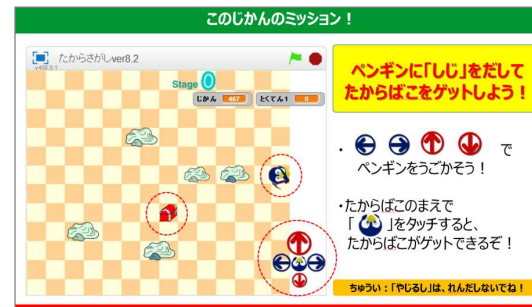 このじかんのミッション！
たからさがしver8.2
v458.0.1
Stage 0
じかん 467 とくてん1 0
ペンギンに「しじ」をだして
たからばこをゲットしよう！
・ で
ペンギンをうごかそう！
・たからばこのまえで
「 」をタッチすると、
たからばこがゲットできるぞ！
ちゅうい：「やじるし」は、れんだしないでね！